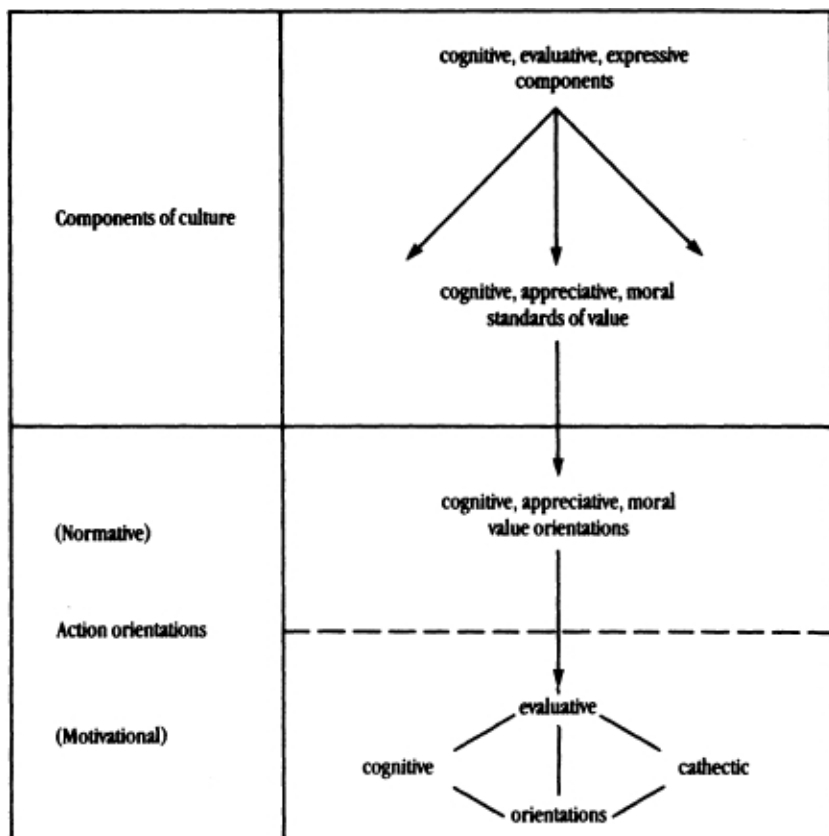 cognitive, evaluative, expressive
components
Components of culture
cognitive, appreciative, moral
standards of value
cognitive, appreciative, moral
value orientations
(Normative)
Action orientations
evaluative
(Motivational)
cognitive
cathectic
orientations